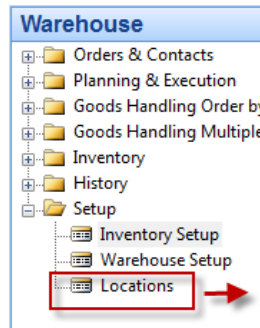 Warehouse
Orders & Contacts
Planning & Execution
Goods Handling Order by
Goods Handling Multiple
Inventory
History
Setup
Inventory Setup
Warehouse Setup
Locations